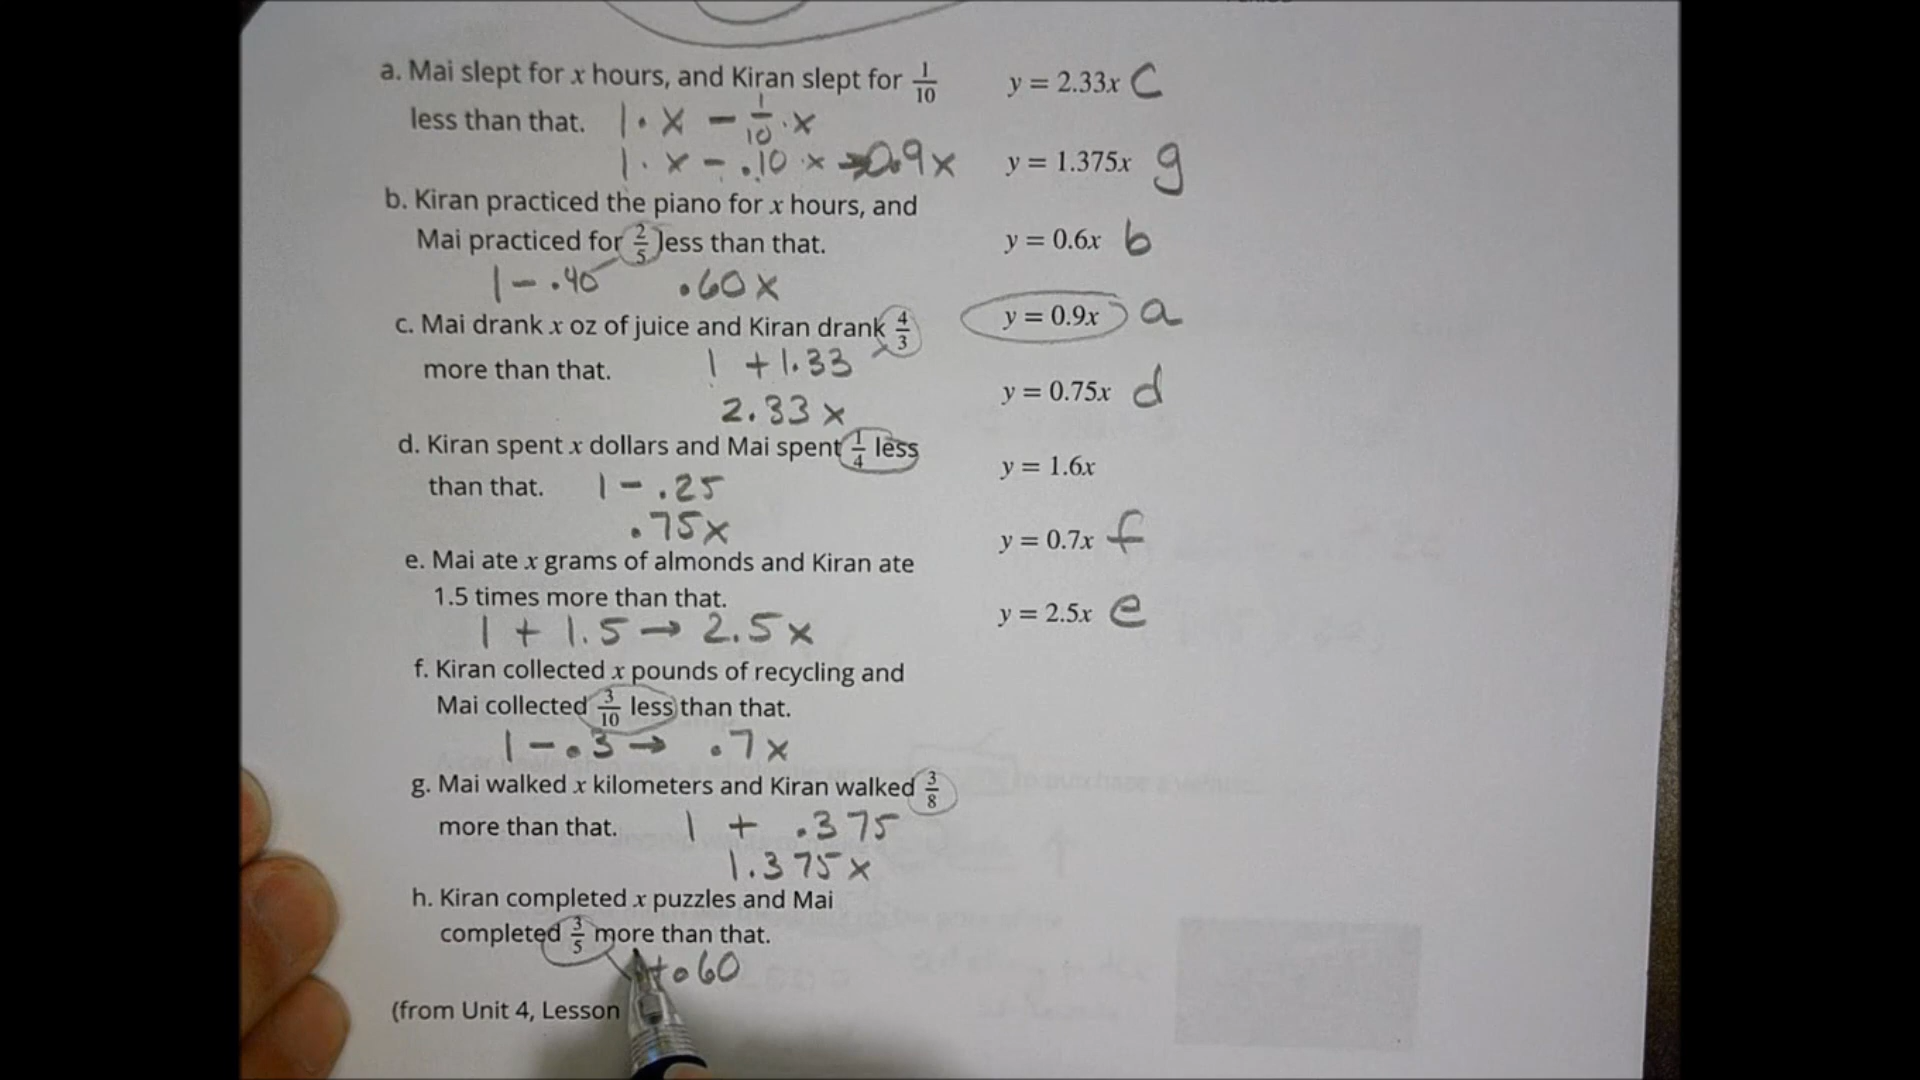 a. Mai slept for x hours, and Kiran slept for 1/10
less than that. 1 · x - 1/10 · x
1 · x - .10 · x → 0.9x
b. Kiran practiced the piano for x hours, and
Mai practiced for 2/5 less than that.
1 - .40 .60x
c. Mai drank x oz of juice and Kiran drank 4/3
more than that. 1 + 1.33
2.33x
d. Kiran spent x dollars and Mai spent 1/4 less
than that. 1 - .25
.75x
e. Mai ate x grams of almonds and Kiran ate
1.5 times more than that.
1 + 1.5 → 2.5x
f. Kiran collected x pounds of recycling and
Mai collected 3/10 less than that.
1 - .3 → .7x
g. Mai walked x kilometers and Kiran walked 3/8
more than that. 1 + .375
1.375x
h. Kiran completed x puzzles and Mai
completed 3/5 more than that.
+ .60
(from Unit 4, Lesson
y = 2.33x c
y = 1.375x g
y = 0.6x b
y = 0.9x a
y = 0.75x d
y = 1.6x
y = 0.7x f
y = 2.5x e